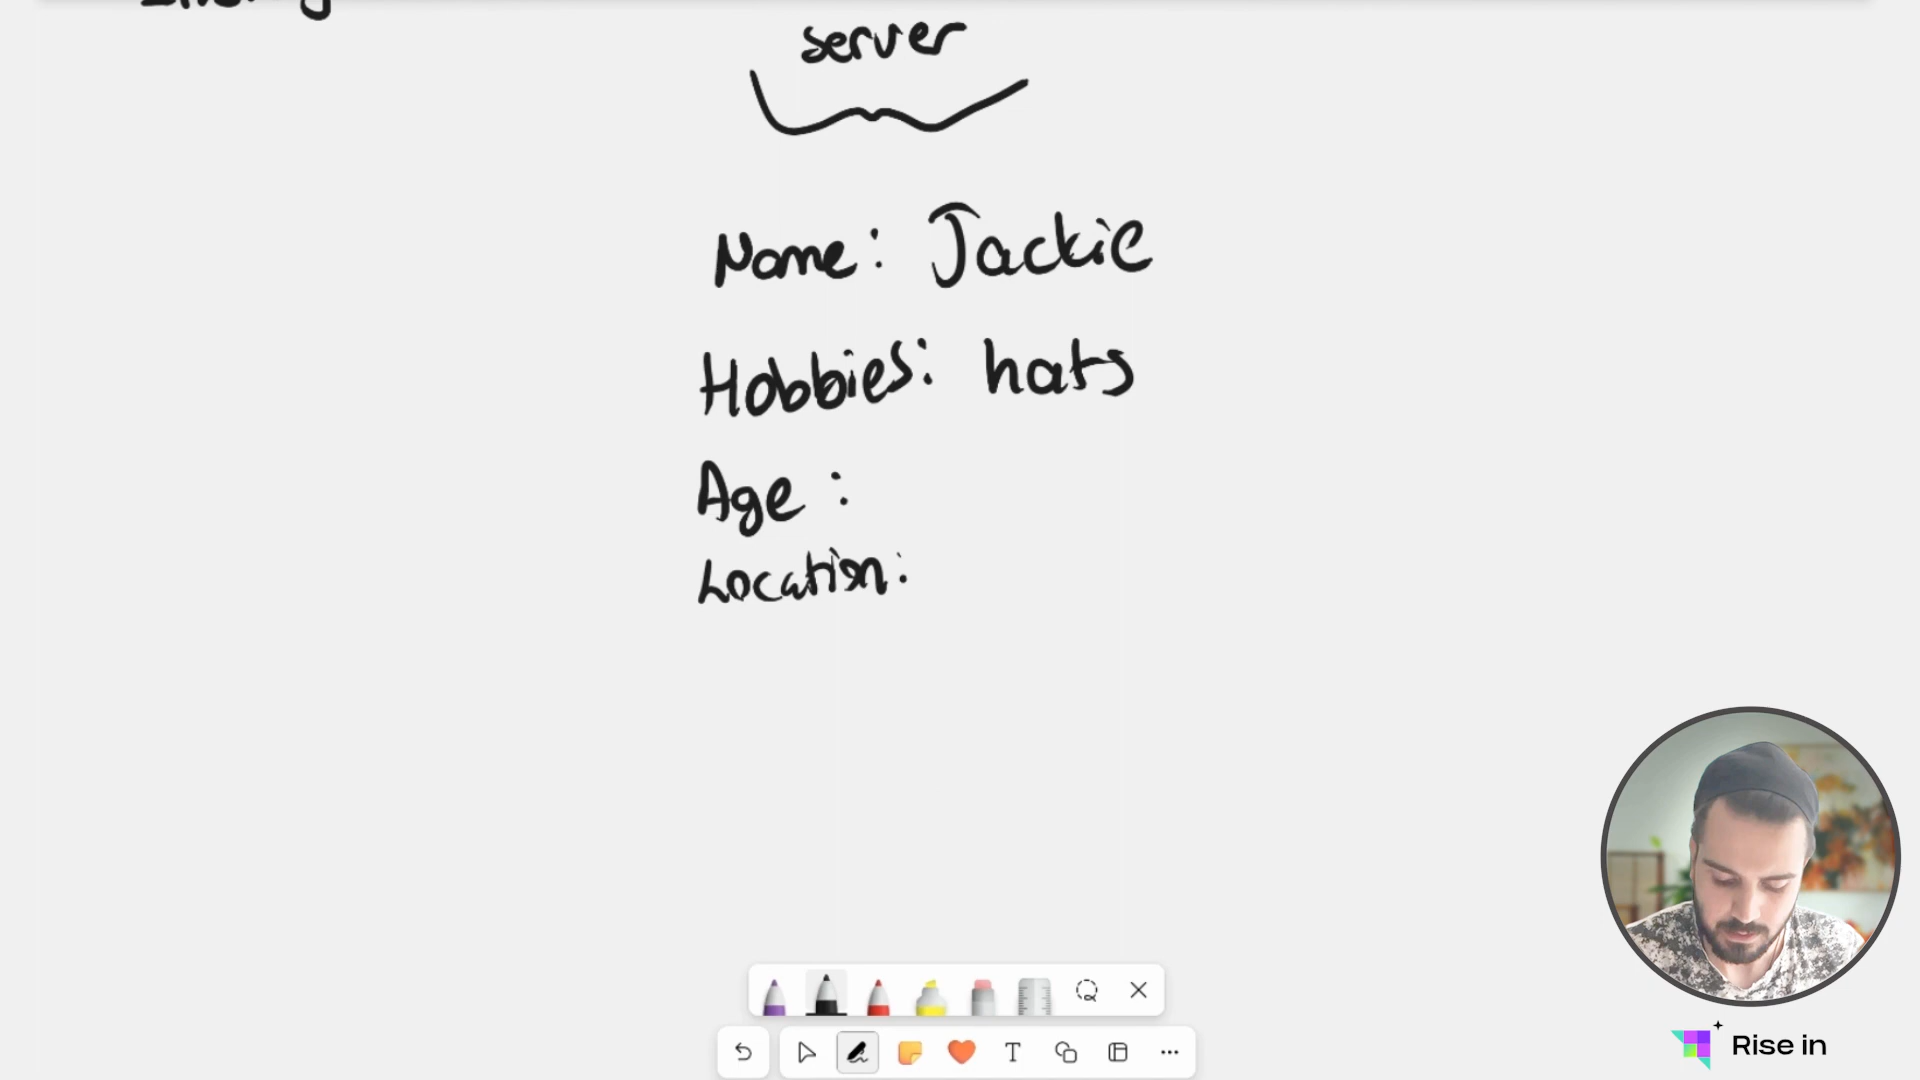 server
Name: Jackie
Hobbies: hats
Age :
Location:
T
Rise in